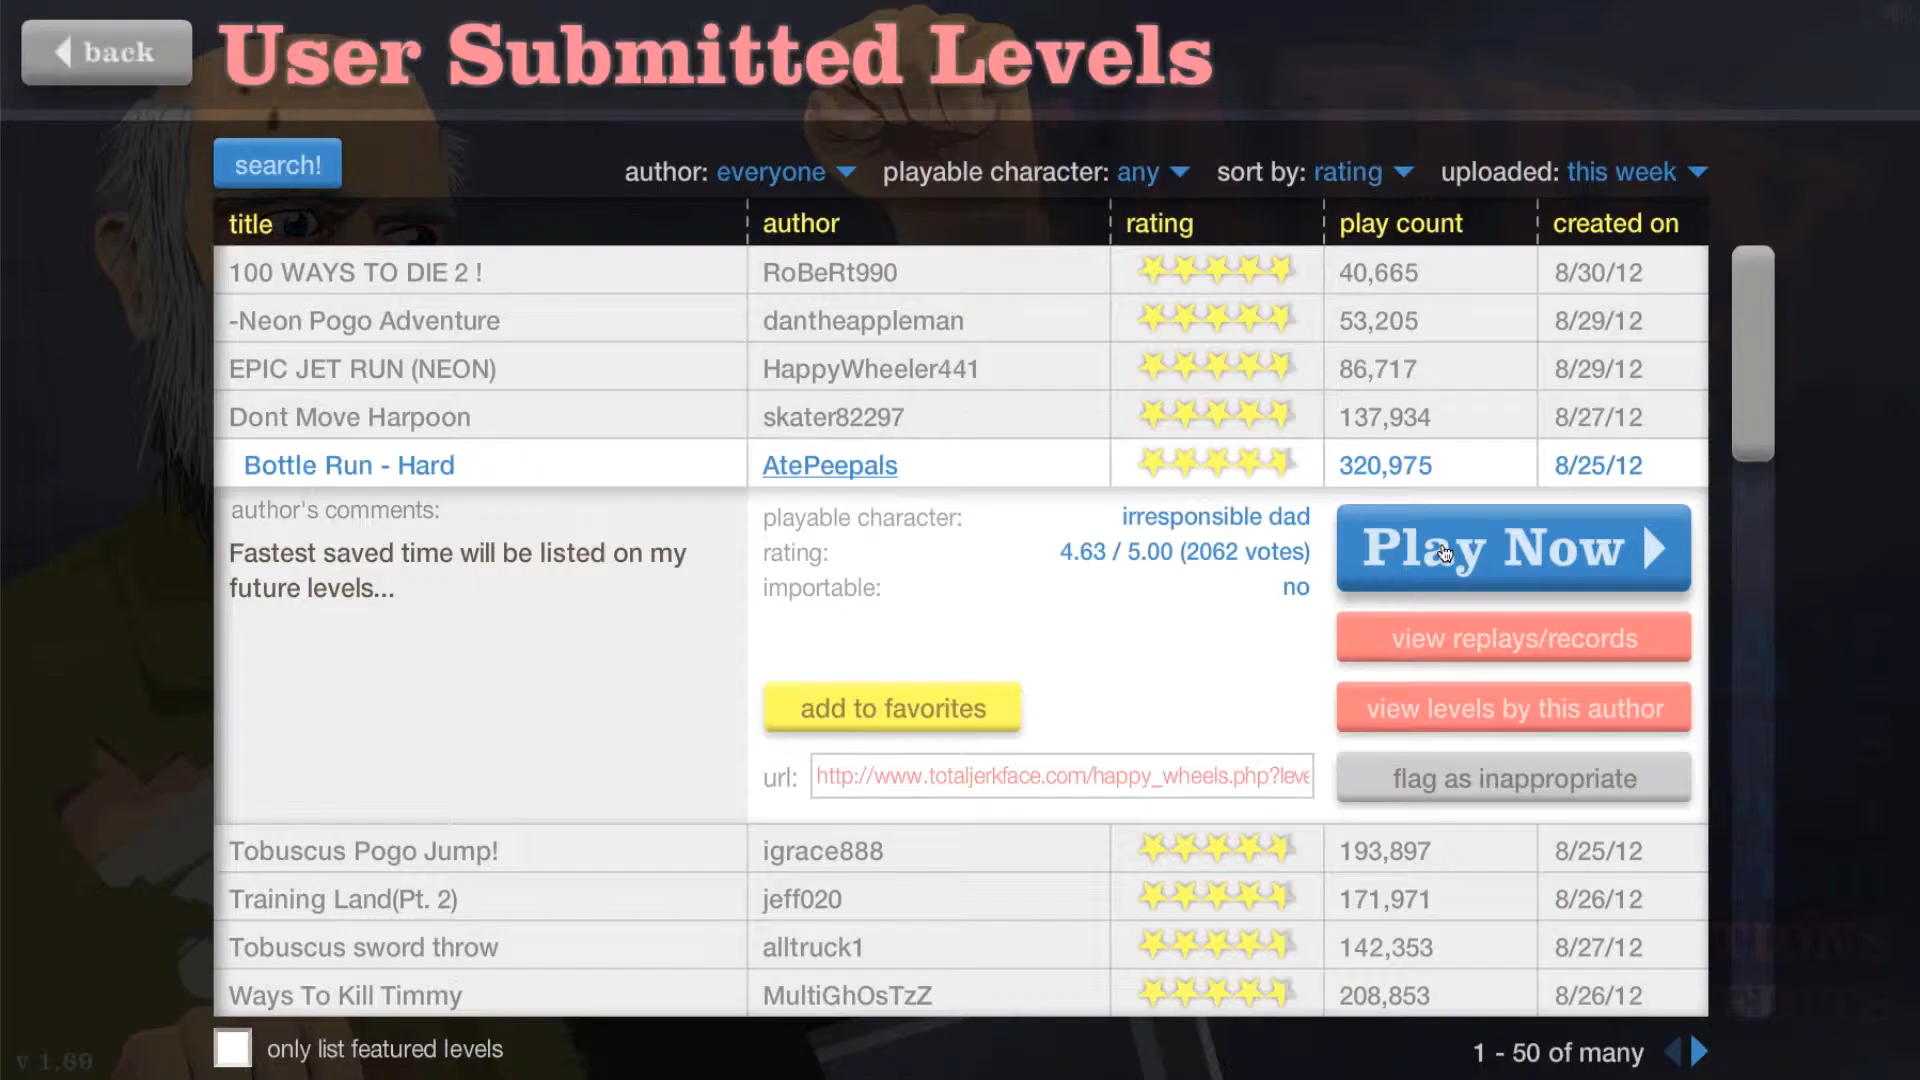 back
User Submitted Levels
search!
author: everyone
playable character: any
sort by: rating
uploaded: this week
title
author
rating
play count
created on
100 WAYS TO DIE 2 !
RoBeRt990
40,665
8/30/12
-Neon Pogo Adventure
dantheappleman
53,205
8/29/12
EPIC JET RUN (NEON)
HappyWheeler441
86,717
8/29/12
Dont Move Harpoon
skater82297
137,934
8/27/12
Bottle Run - Hard
AtePeepals
320,975
8/25/12
author's comments:
Fastest saved time will be listed on my
future levels...
playable character: irresponsible dad
rating: 4.63 / 5.00 (2062 votes)
importable: no
add to favorites
url: http://www.totaljerkface.com/happy_wheels.php?leve
Play Now
view replays/records
view levels by this author
flag as inappropriate
Tobuscus Pogo Jump!
igrace888
193,897
8/25/12
Training Land(Pt. 2)
jeff020
171,971
8/26/12
Tobuscus sword throw
alltruck1
142,353
8/27/12
Ways To Kill Timmy
MultiGhOsTzZ
208,853
8/26/12
only list featured levels
1 - 50 of many
v 1.69